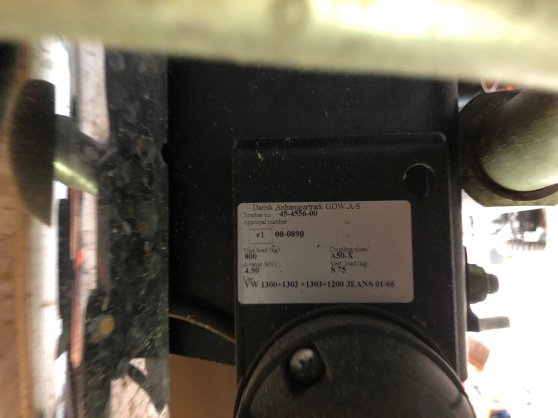 Dansk Anhængertræk GDW A/S
Towbar no. 45-4556-00
Approval number
e1 00-0890
Max load (kg): Coupling class:
800 A50-X
d-value (kN): Vert. load (kg)
4.90 S 75
VW 1300+1302 +1303+1200 JEANS 01/66